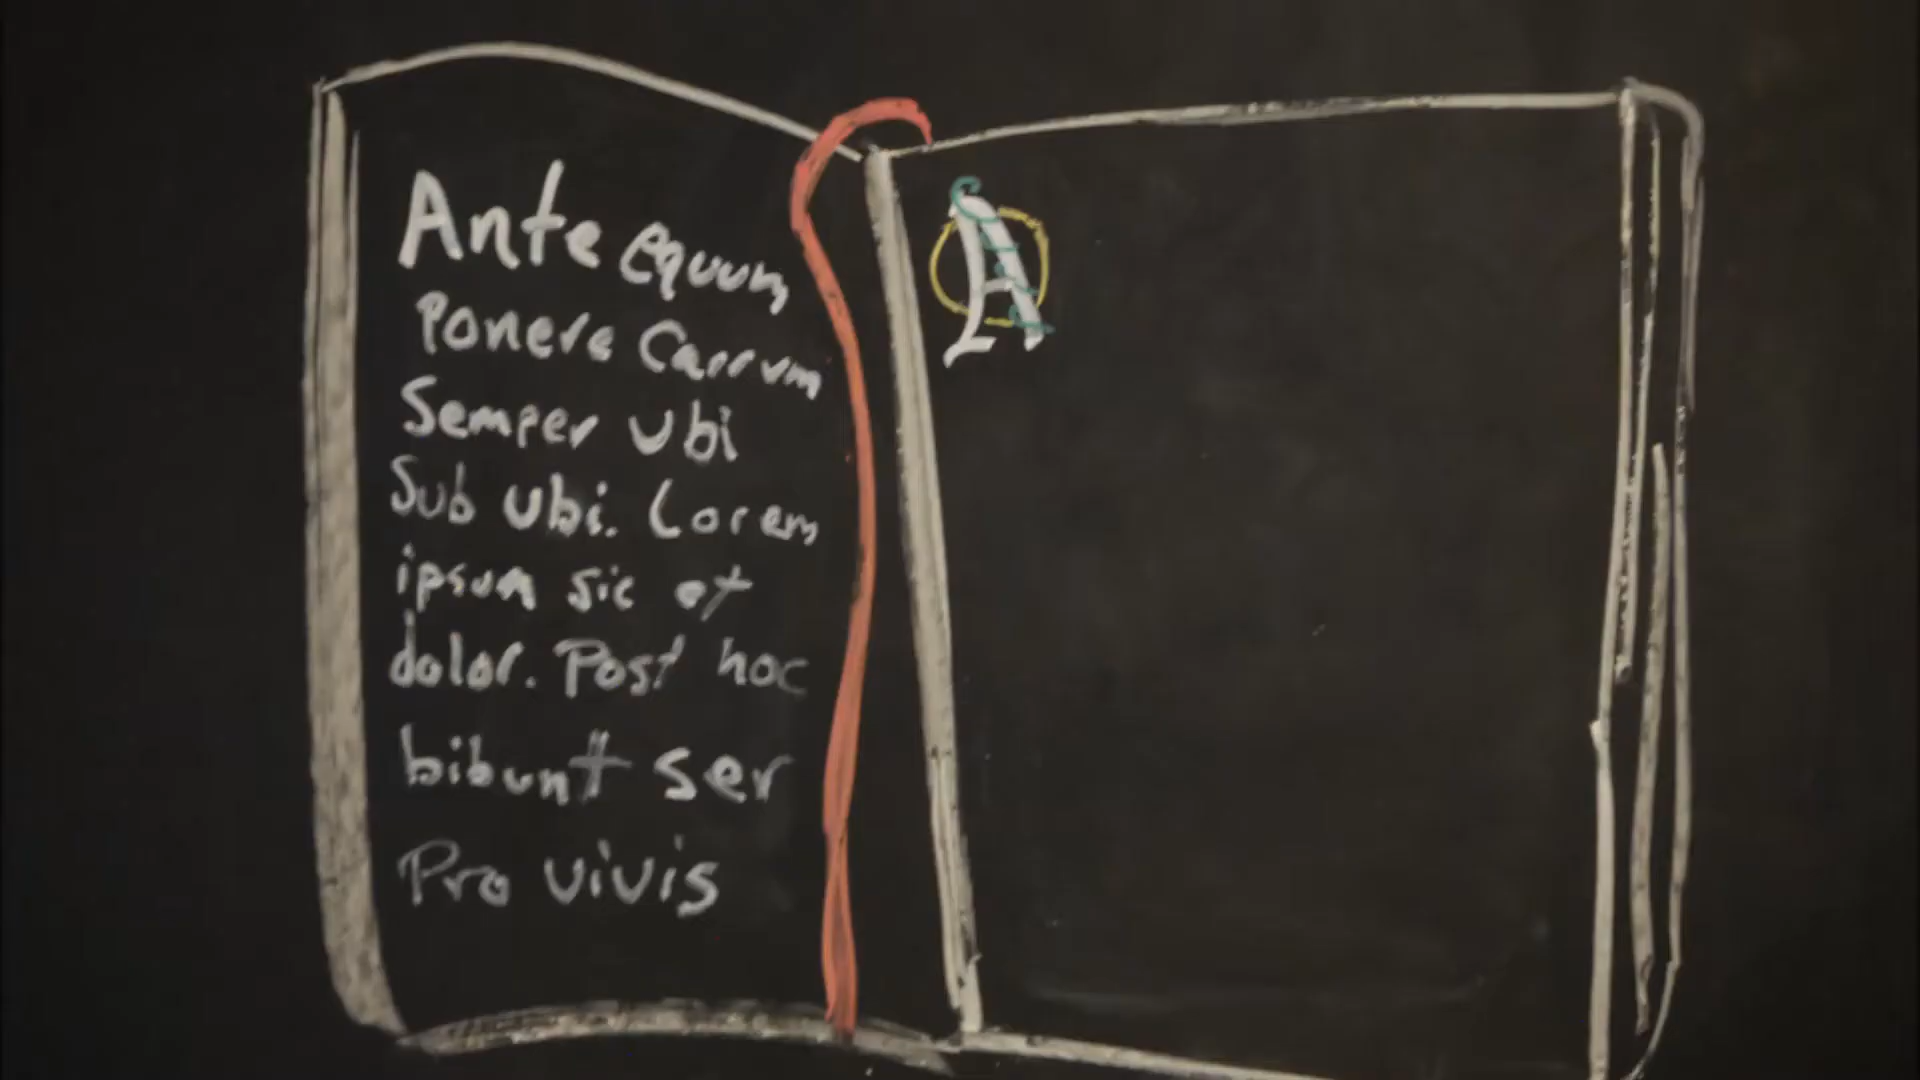 Ante equum
Ponere Carrum
Semper Ubi
Sub Ubi. Lorem
ipsum sic et
dolor. Post hoc
bibunt ser
Pro vivis
A